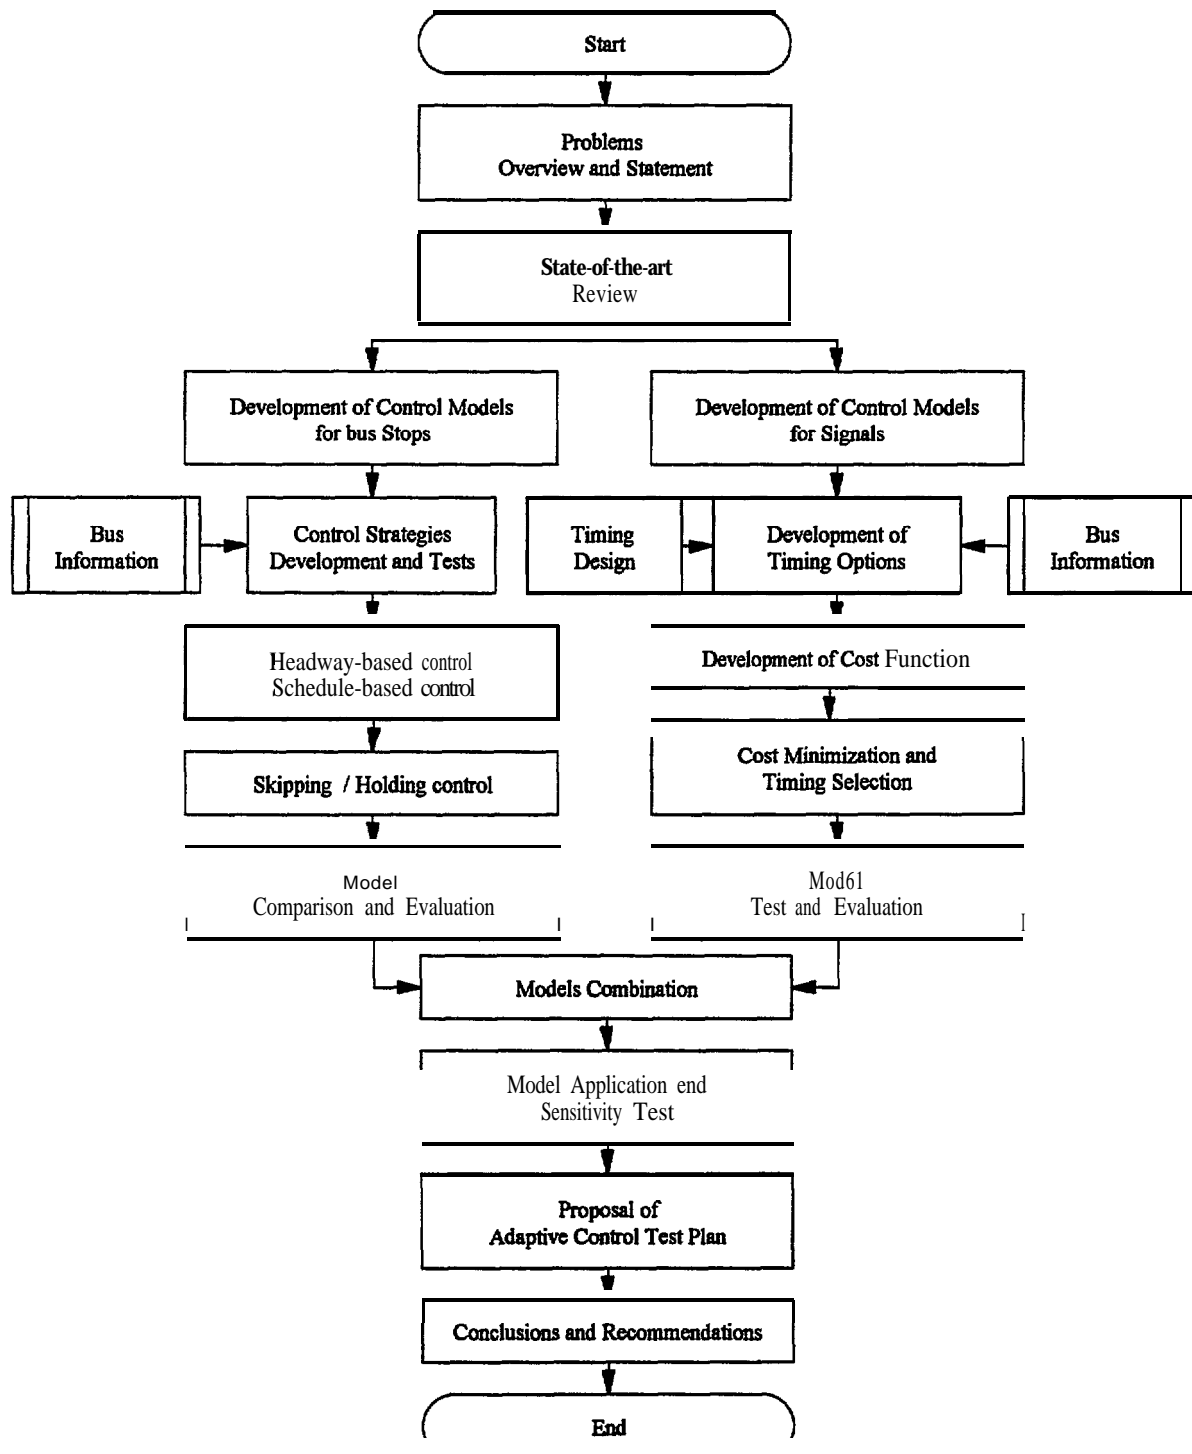 Start
Problems
Overview and Statement
State-of-the-art
Review
Development of Control Models
for bus Stops
Development of Control Models
for Signals
Bus
Information
Control Strategies
Development and Tests
Timing
Design
Development of
Timing Options
Bus
Information
Headway-based control
Schedule-based control
Development of Cost Function
Skipping / Holding control
Cost Minimization and
Timing Selection
Model
Comparison and Evaluation
Mod61
Test and Evaluation
Models Combination
Model Application end
Sensitivity Test
Proposal of
Adaptive Control Test Plan
Conclusions and Recommendations
End